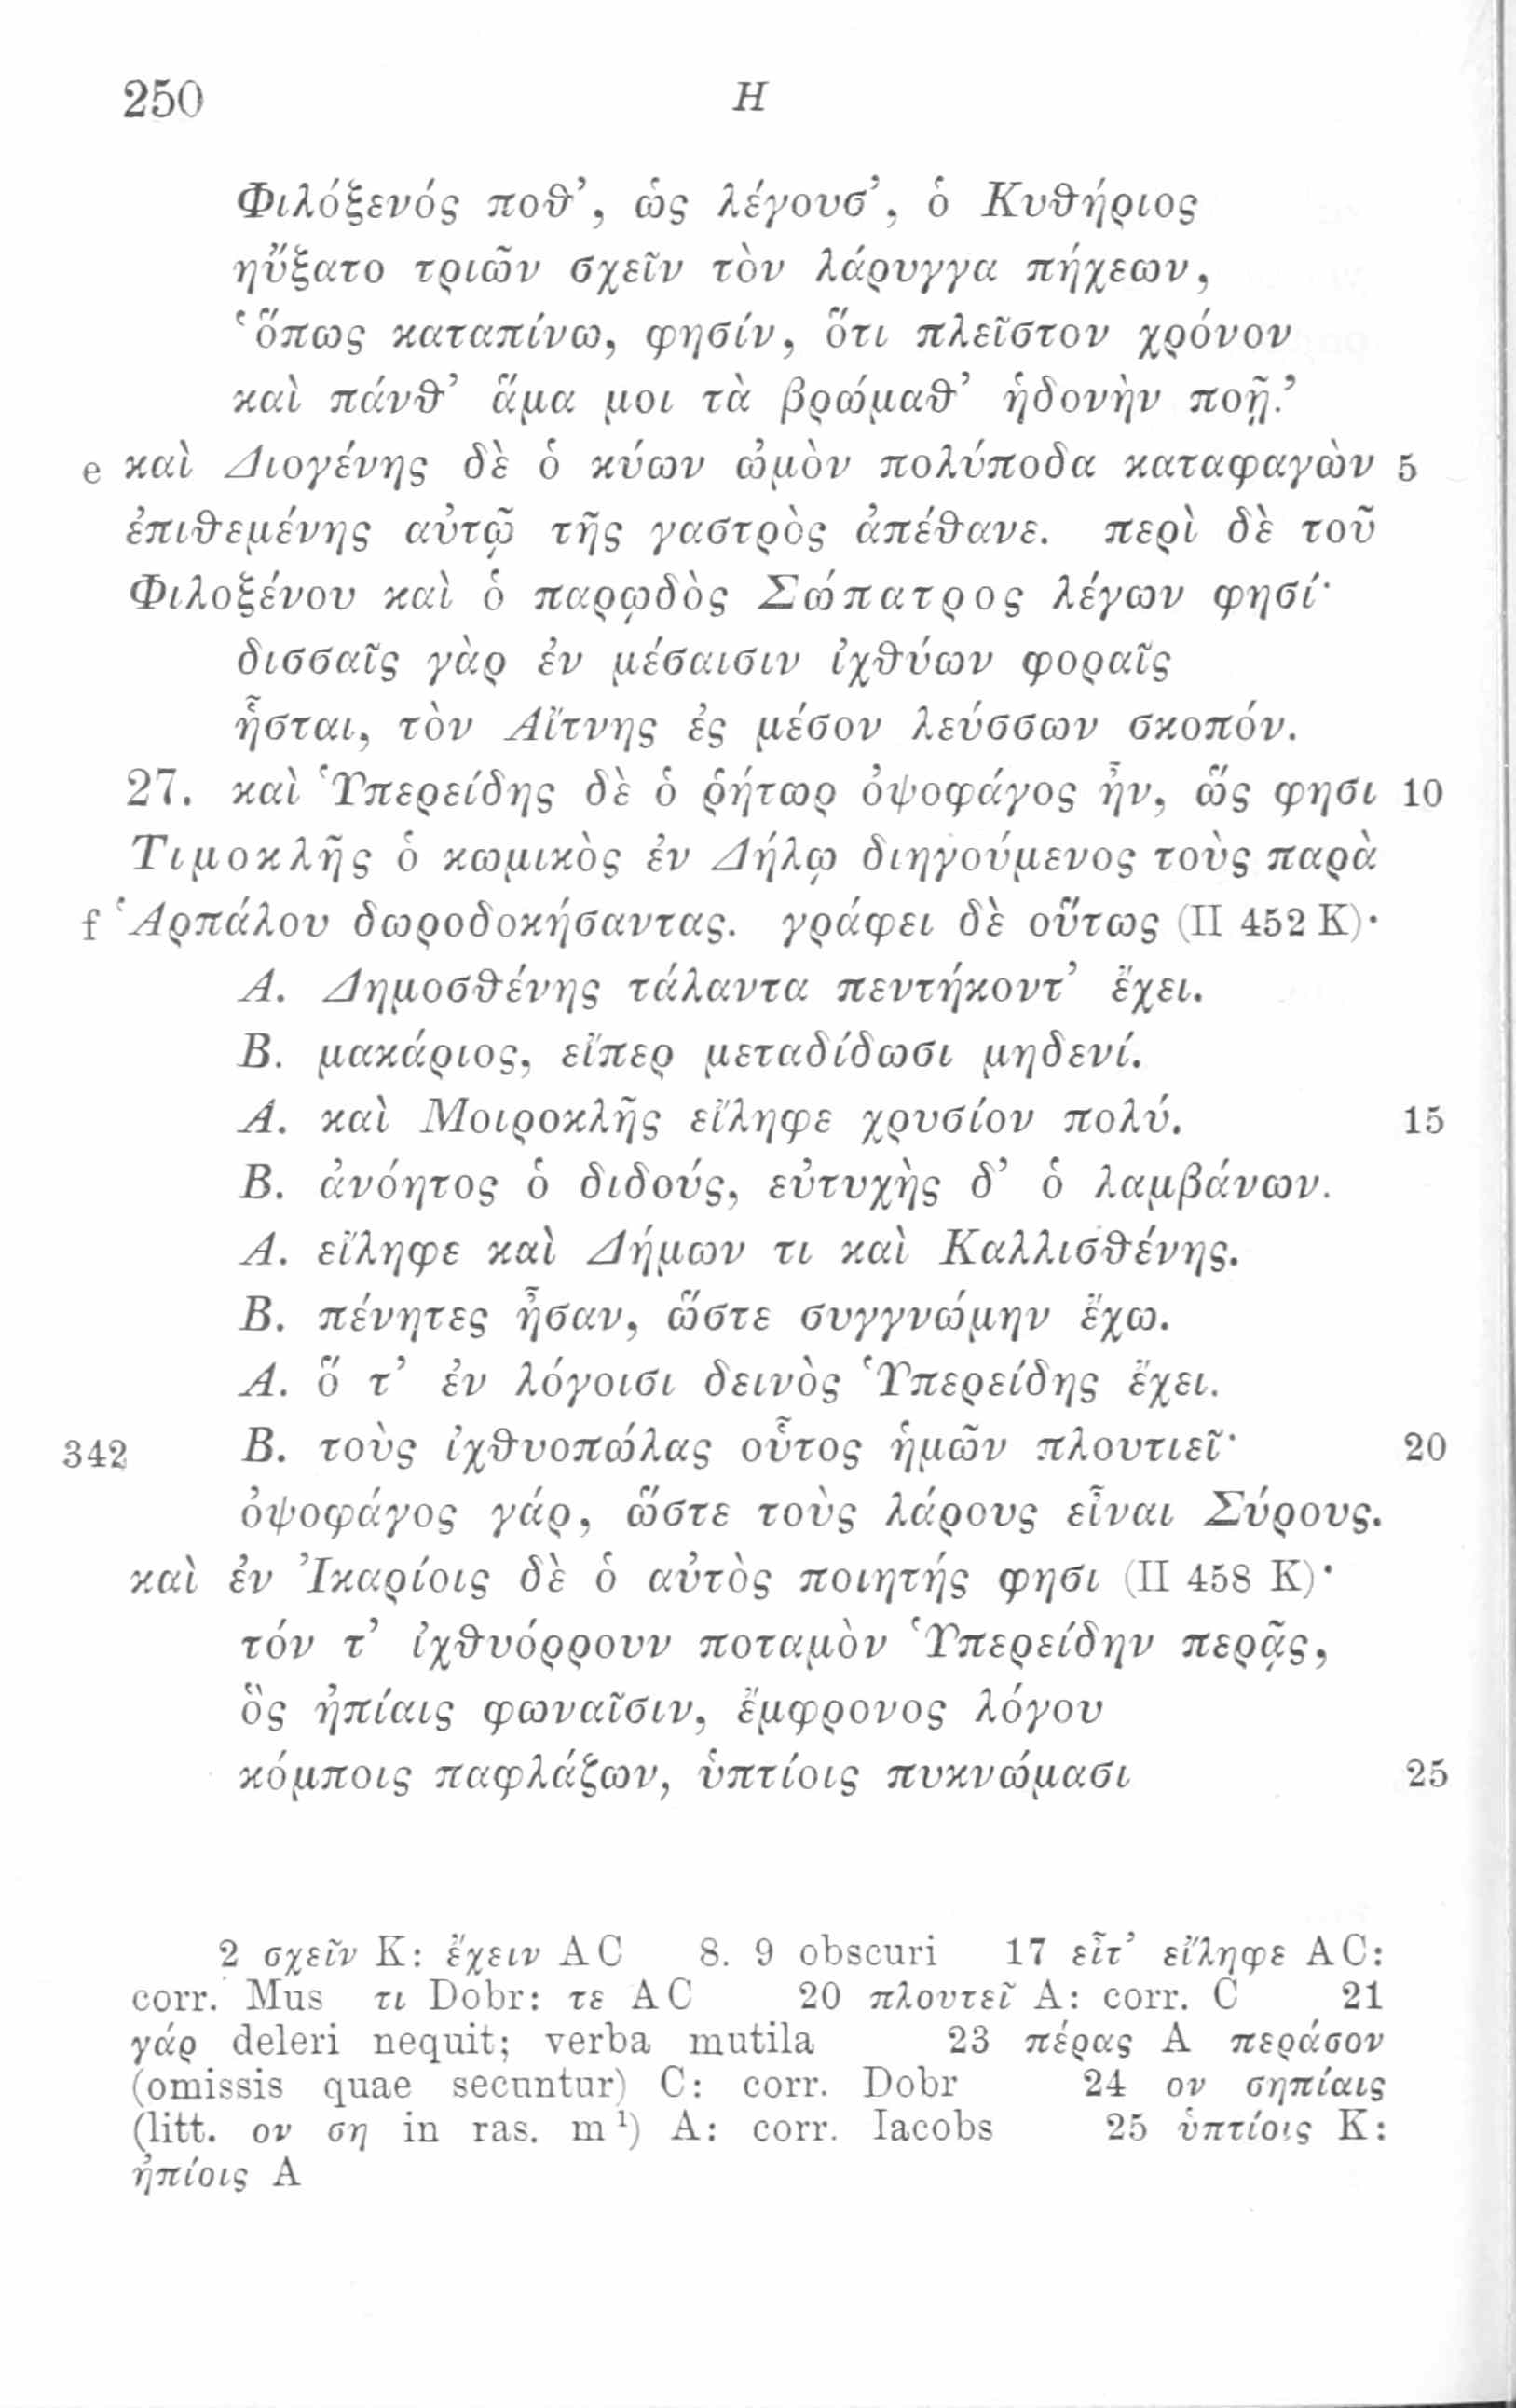 250 Η
Φιλόξενός ποθ’, ὡς λέγουσ’, ὁ Κυθήριος
ηὔξατο τριῶν σχεῖν τὸν λάρυγγα πήχεων,
‘ὅπως καταπίνω, φησίν, ὅτι πλεῖστον χρόνον
καὶ πάνθ’ ἅμα μοι τὰ βρώμαθ’ ἡδονὴν ποῇ.’
e καὶ Διογένης δὲ ὁ κύων ὠμὸν πολύποδα καταφαγὼν 5
ἐπιθεμένης αὐτῷ τῆς γαστρὸς ἀπέθανε. περὶ δὲ τοῦ
Φιλοξένου καὶ ὁ παρῳδὸς Σώπατρος λέγων φησί·
δισσαῖς γὰρ ἐν μέσαισιν ἰχθύων φοραῖς
ἧσται, τὸν Αἴτνης ἐς μέσον λεύσσων σκοπόν.
27. καὶ Ὑπερείδης δὲ ὁ ῥήτωρ ὀψοφάγος ἦν, ὥς φησι 10
Τιμοκλῆς ὁ κωμικὸς ἐν Δήλῳ διηγούμενος τοὺς παρὰ
f Ἁρπάλου δωροδοκήσαντας. γράφει δὲ οὕτως (II 452 K)·
Α. Δημοσθένης τάλαντα πεντήκοντ’ ἔχει.
Β. μακάριος, εἴπερ μεταδίδωσι μηδενί.
Α. καὶ Μοιροκλῆς εἴληφε χρυσίον πολύ. 15
Β. ἀνόητος ὁ διδούς, εὐτυχὴς δ’ ὁ λαμβάνων.
Α. εἴληφε καὶ Δήμων τι καὶ Καλλισθένης.
Β. πένητες ἦσαν, ὥστε συγγνώμην ἔχω.
Α. ὅ τ’ ἐν λόγοισι δεινὸς Ὑπερείδης ἔχει.
342 Β. τοὺς ἰχθυοπώλας οὗτος ἡμῶν πλουτιεῖ· 20
ὀψοφάγος γάρ, ὥστε τοὺς λάρους εἶναι Σύρους.
καὶ ἐν Ἰκαρίοις δὲ ὁ αὐτὸς ποιητής φησι (II 458 K)·
τόν τ’ ἰχθυόρρουν ποταμὸν Ὑπερείδην περᾷς,
ὃς ἠπίαις φωναῖσιν, ἔμφρονος λόγου
κόμποις παφλάζων, ὑπτίοις πυκνώμασι 25
2 σχεῖν K: ἔχειν AC 8. 9 obscuri 17 εἶτ’ εἴληφε AC:
corr. Mus τι Dobr: τε AC 20 πλουτεῖ A: corr. C 21
γάρ deleri nequit; verba mutila 23 πέρας A περάσον
(omissis quae secuntur) C: corr. Dobr 24 ον σηπίαις
(litt. ον ση in ras. m¹) A: corr. Iacobs 25 ὑπτίοις K:
ἠπίοις A